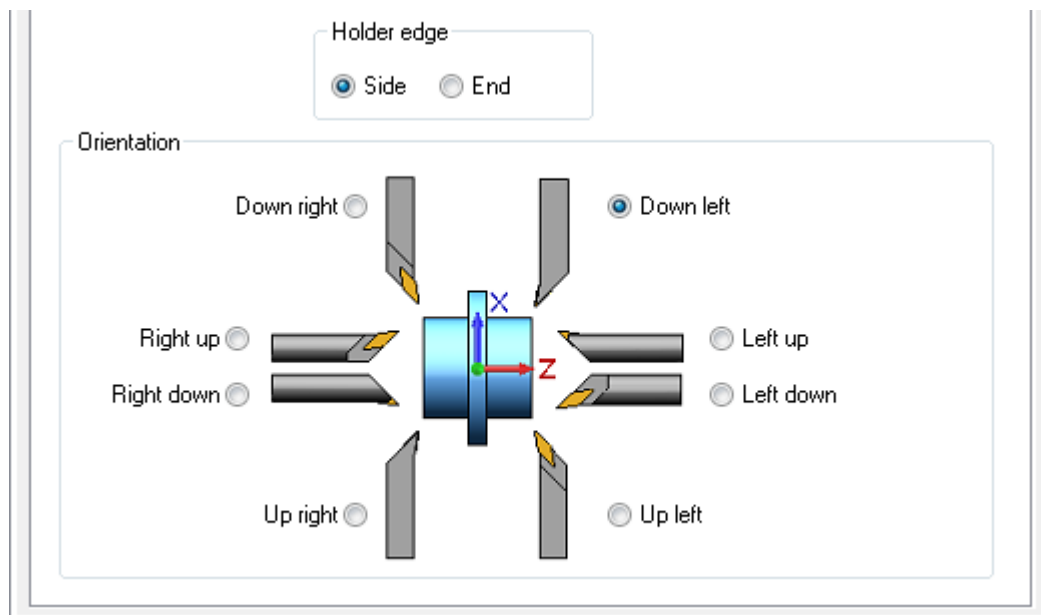 Holder edge
Side End
Orientation
Down right Down left
X
Right up Left up
Z
Right down Left down
Up right Up left